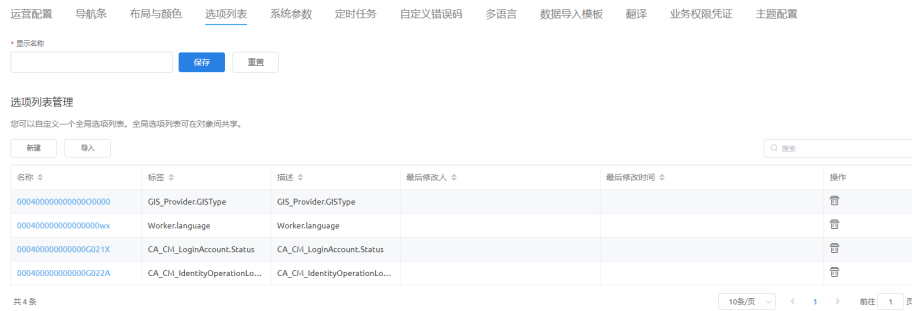 运营配置 导航条 布局与颜色 选项列表 系统参数 定时任务 自定义错误码 多语言 数据导入模板 翻译 业务权限凭证 主题配置
* 显示名称
保存 重置
选项列表管理
您可以自定义一个全局选项列表。全局选项列表可在对象间共享。
新建 导入 搜索
名称 标签 描述 最后修改人 最后修改时间 操作
000400000000000O0000 GIS_Provider.GISType GIS_Provider.GISType
000400000000000000wx Worker.language Worker.language
000400000000000G021X CA_CM_LoginAccount.Status CA_CM_LoginAccount.Status
000400000000000G022A CA_CM_IdentityOperationLo... CA_CM_IdentityOperationLo...
共 4 条 10条/页 1 前往 1 页